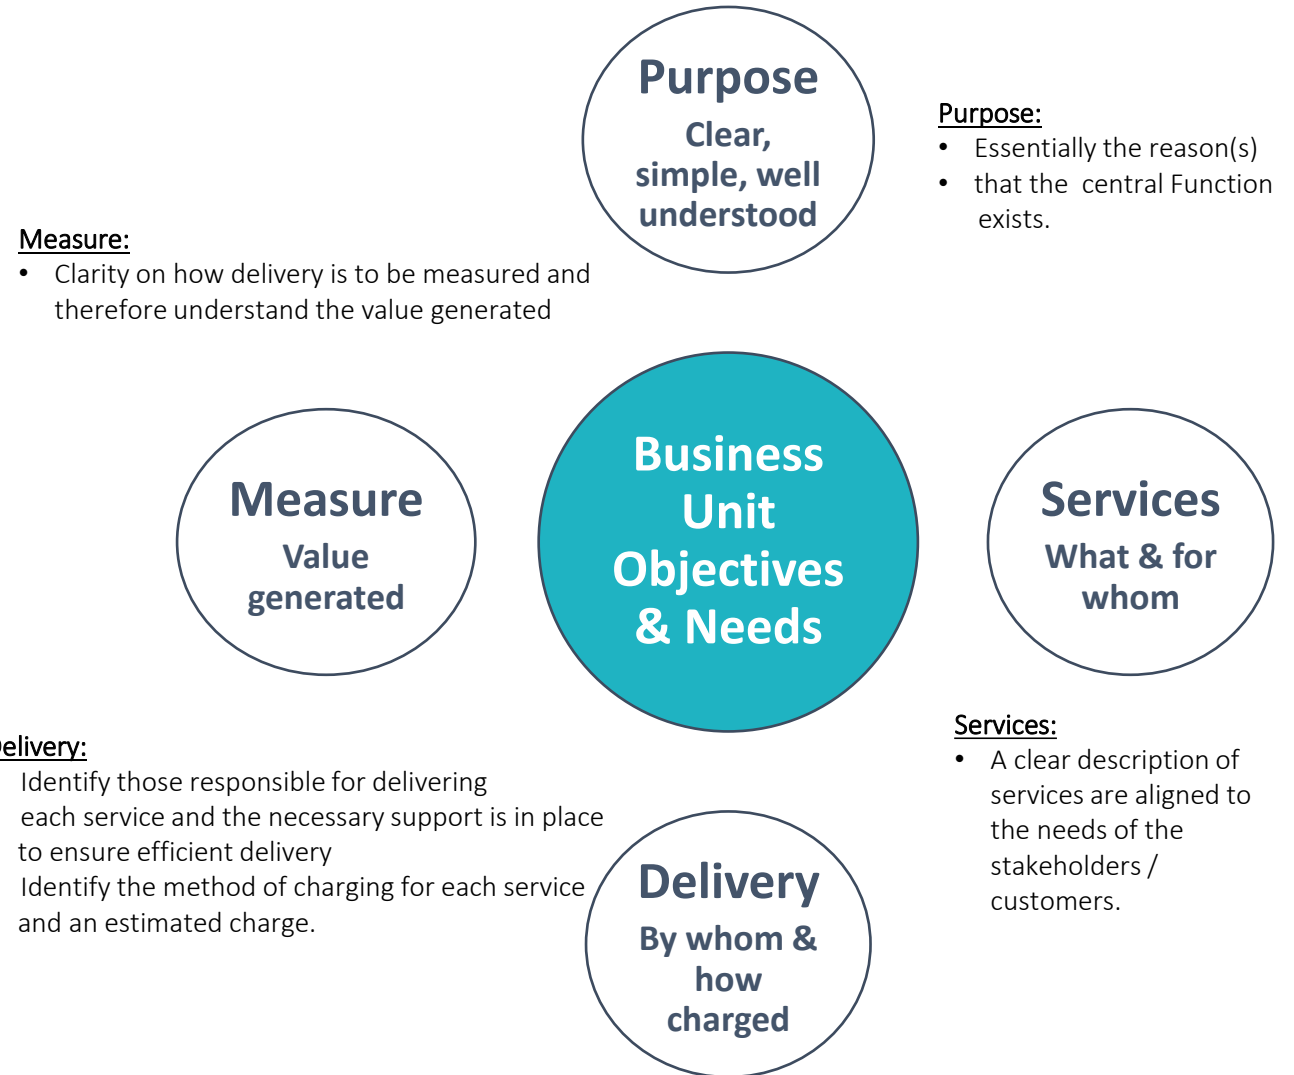 Purpose
Clear,
simple, well
understood
Purpose:
• Essentially the reason(s)
• that the central Function
exists.
Measure:
• Clarity on how delivery is to be measured and
therefore understand the value generated
Measure
Value
generated
Business
Unit
Objectives
& Needs
Services
What & for
whom
Delivery:
Identify those responsible for delivering
each service and the necessary support is in place
to ensure efficient delivery
Identify the method of charging for each service
and an estimated charge.
Services:
• A clear description of
services are aligned to
the needs of the
stakeholders /
customers.
Delivery
By whom &
how
charged